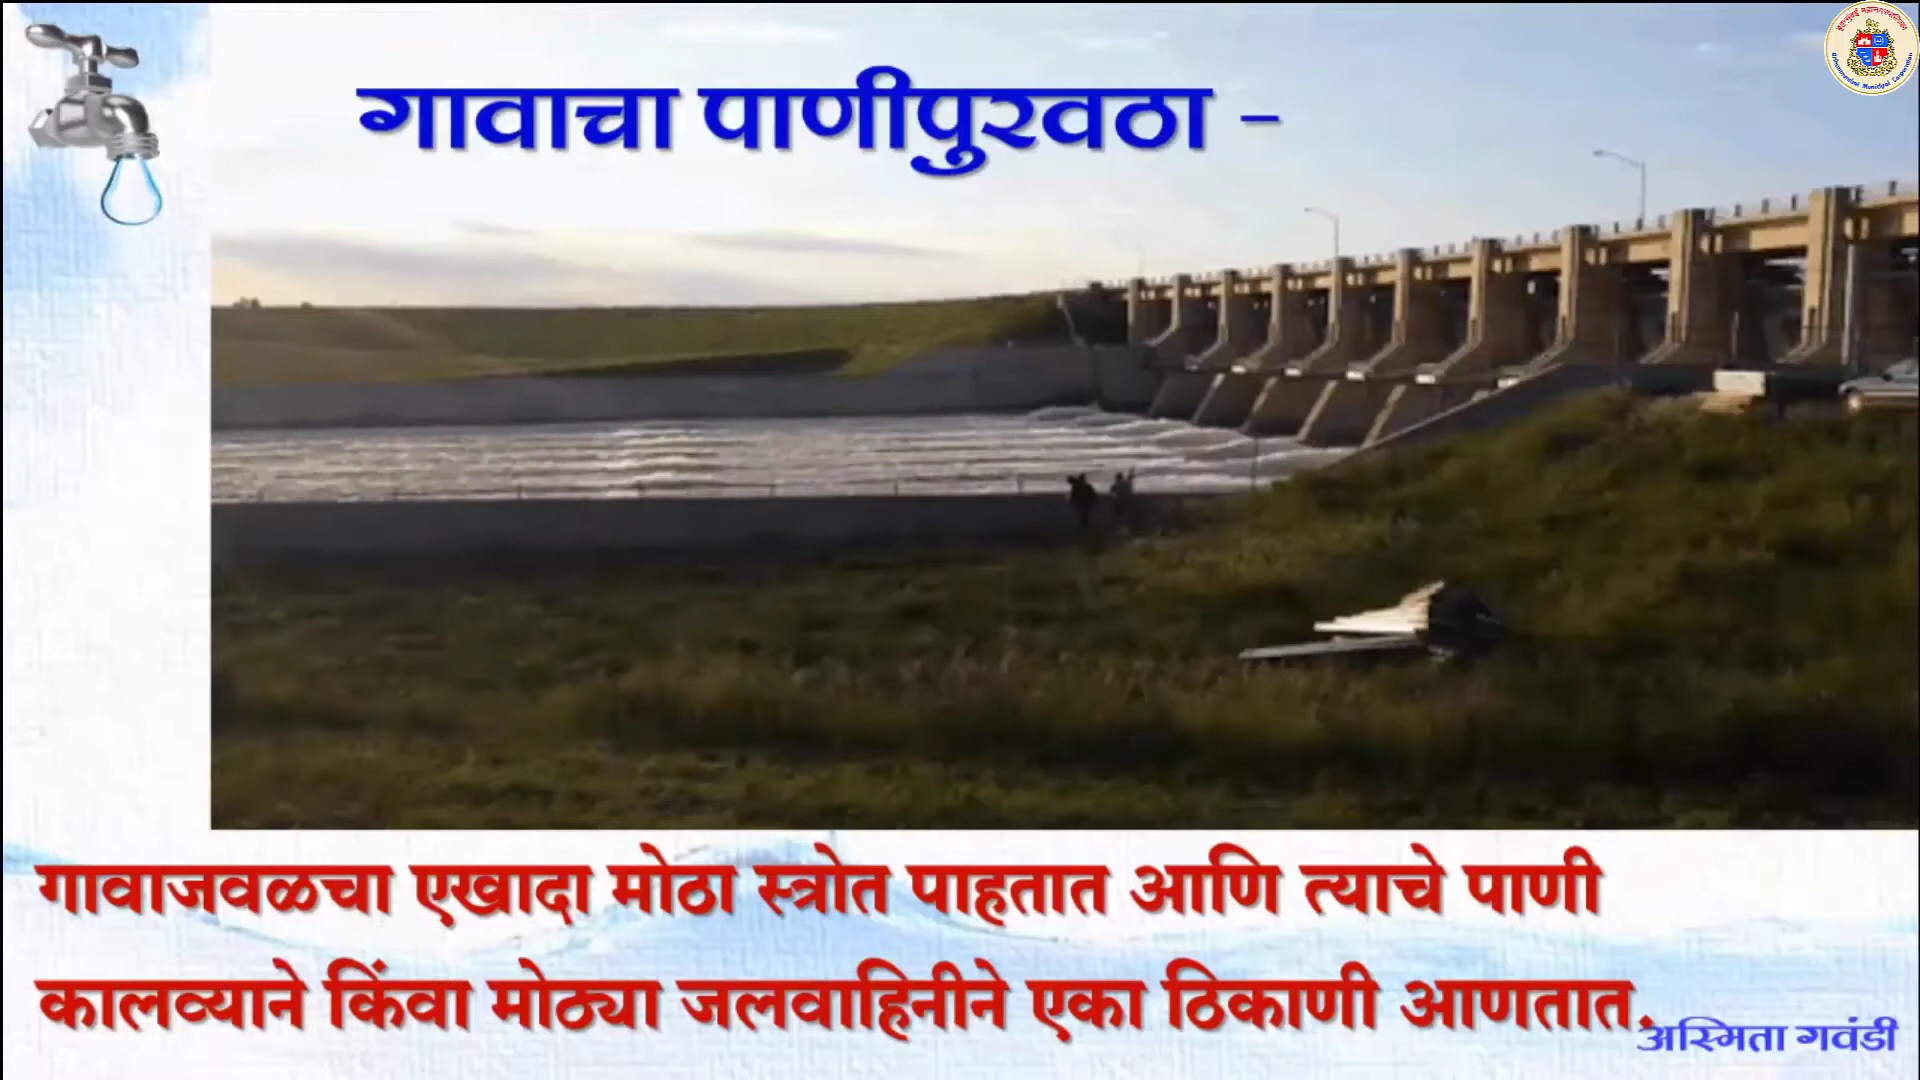 गावाचा पाणीपुरवठा -
गावाजवळचा एखादा मोठा स्त्रोत पाहतात आणि त्याचे पाणी
कालव्याने किंवा मोठ्या जलवाहिनीने एका ठिकाणी आणतात.
अस्मिता गवंडी